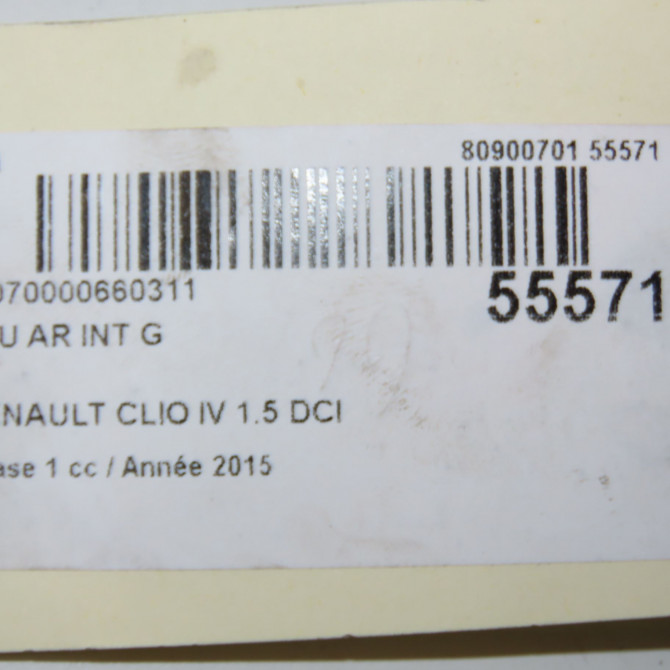 80900701 55571
070000660311
55571
U AR INT G
NAULT CLIO IV 1.5 DCI
ase 1 cc / Année 2015